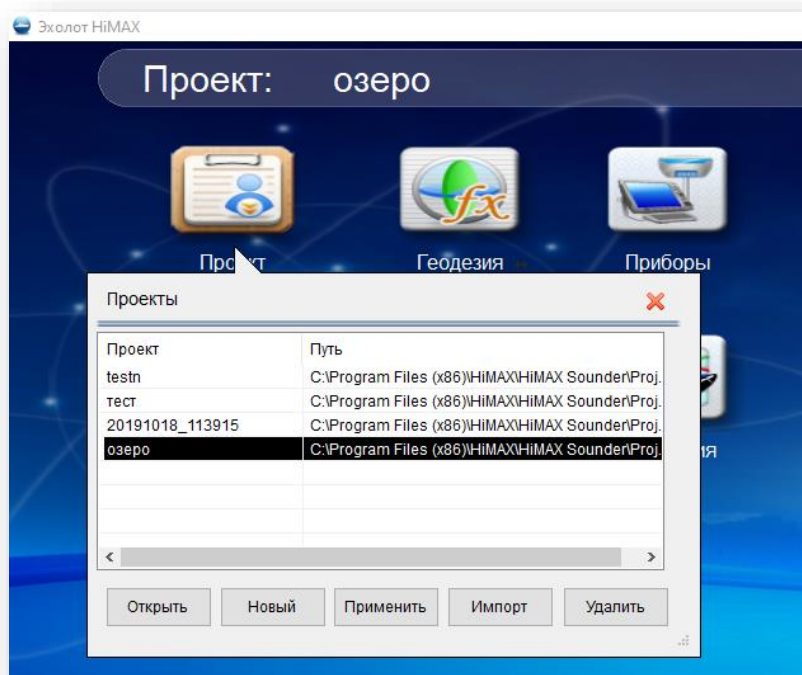 Эхолот HiMAX
Проект: озеро
Проект Геодезия Приборы
Проекты
Проект Путь
testn C:\Program Files (x86)\HiMAX\HiMAX Sounder\Proj.
тест C:\Program Files (x86)\HiMAX\HiMAX Sounder\Proj.
20191018_113915 C:\Program Files (x86)\HiMAX\HiMAX Sounder\Proj.
озеро C:\Program Files (x86)\HiMAX\HiMAX Sounder\Proj.
Открыть Новый Применить Импорт Удалить